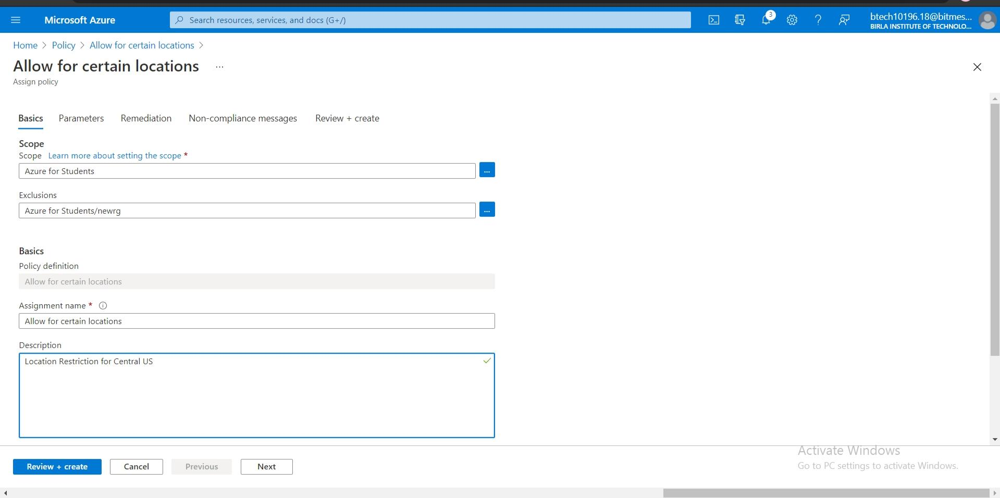 Microsoft Azure
Search resources, services, and docs (G+/)
3
btech10196.18@bitmes...
BIRLA INSTITUTE OF TECHNOLO...
Home > Policy > Allow for certain locations >
Allow for certain locations ...
Assign policy
Basics Parameters Remediation Non-compliance messages Review + create
Scope
Scope Learn more about setting the scope *
Azure for Students
...
Exclusions
Azure for Students/newrg
...
Basics
Policy definition
Allow for certain locations
Assignment name *
Allow for certain locations
Description
Location Restriction for Central US
Activate Windows
Go to PC settings to activate Windows.
Review + create Cancel Previous Next